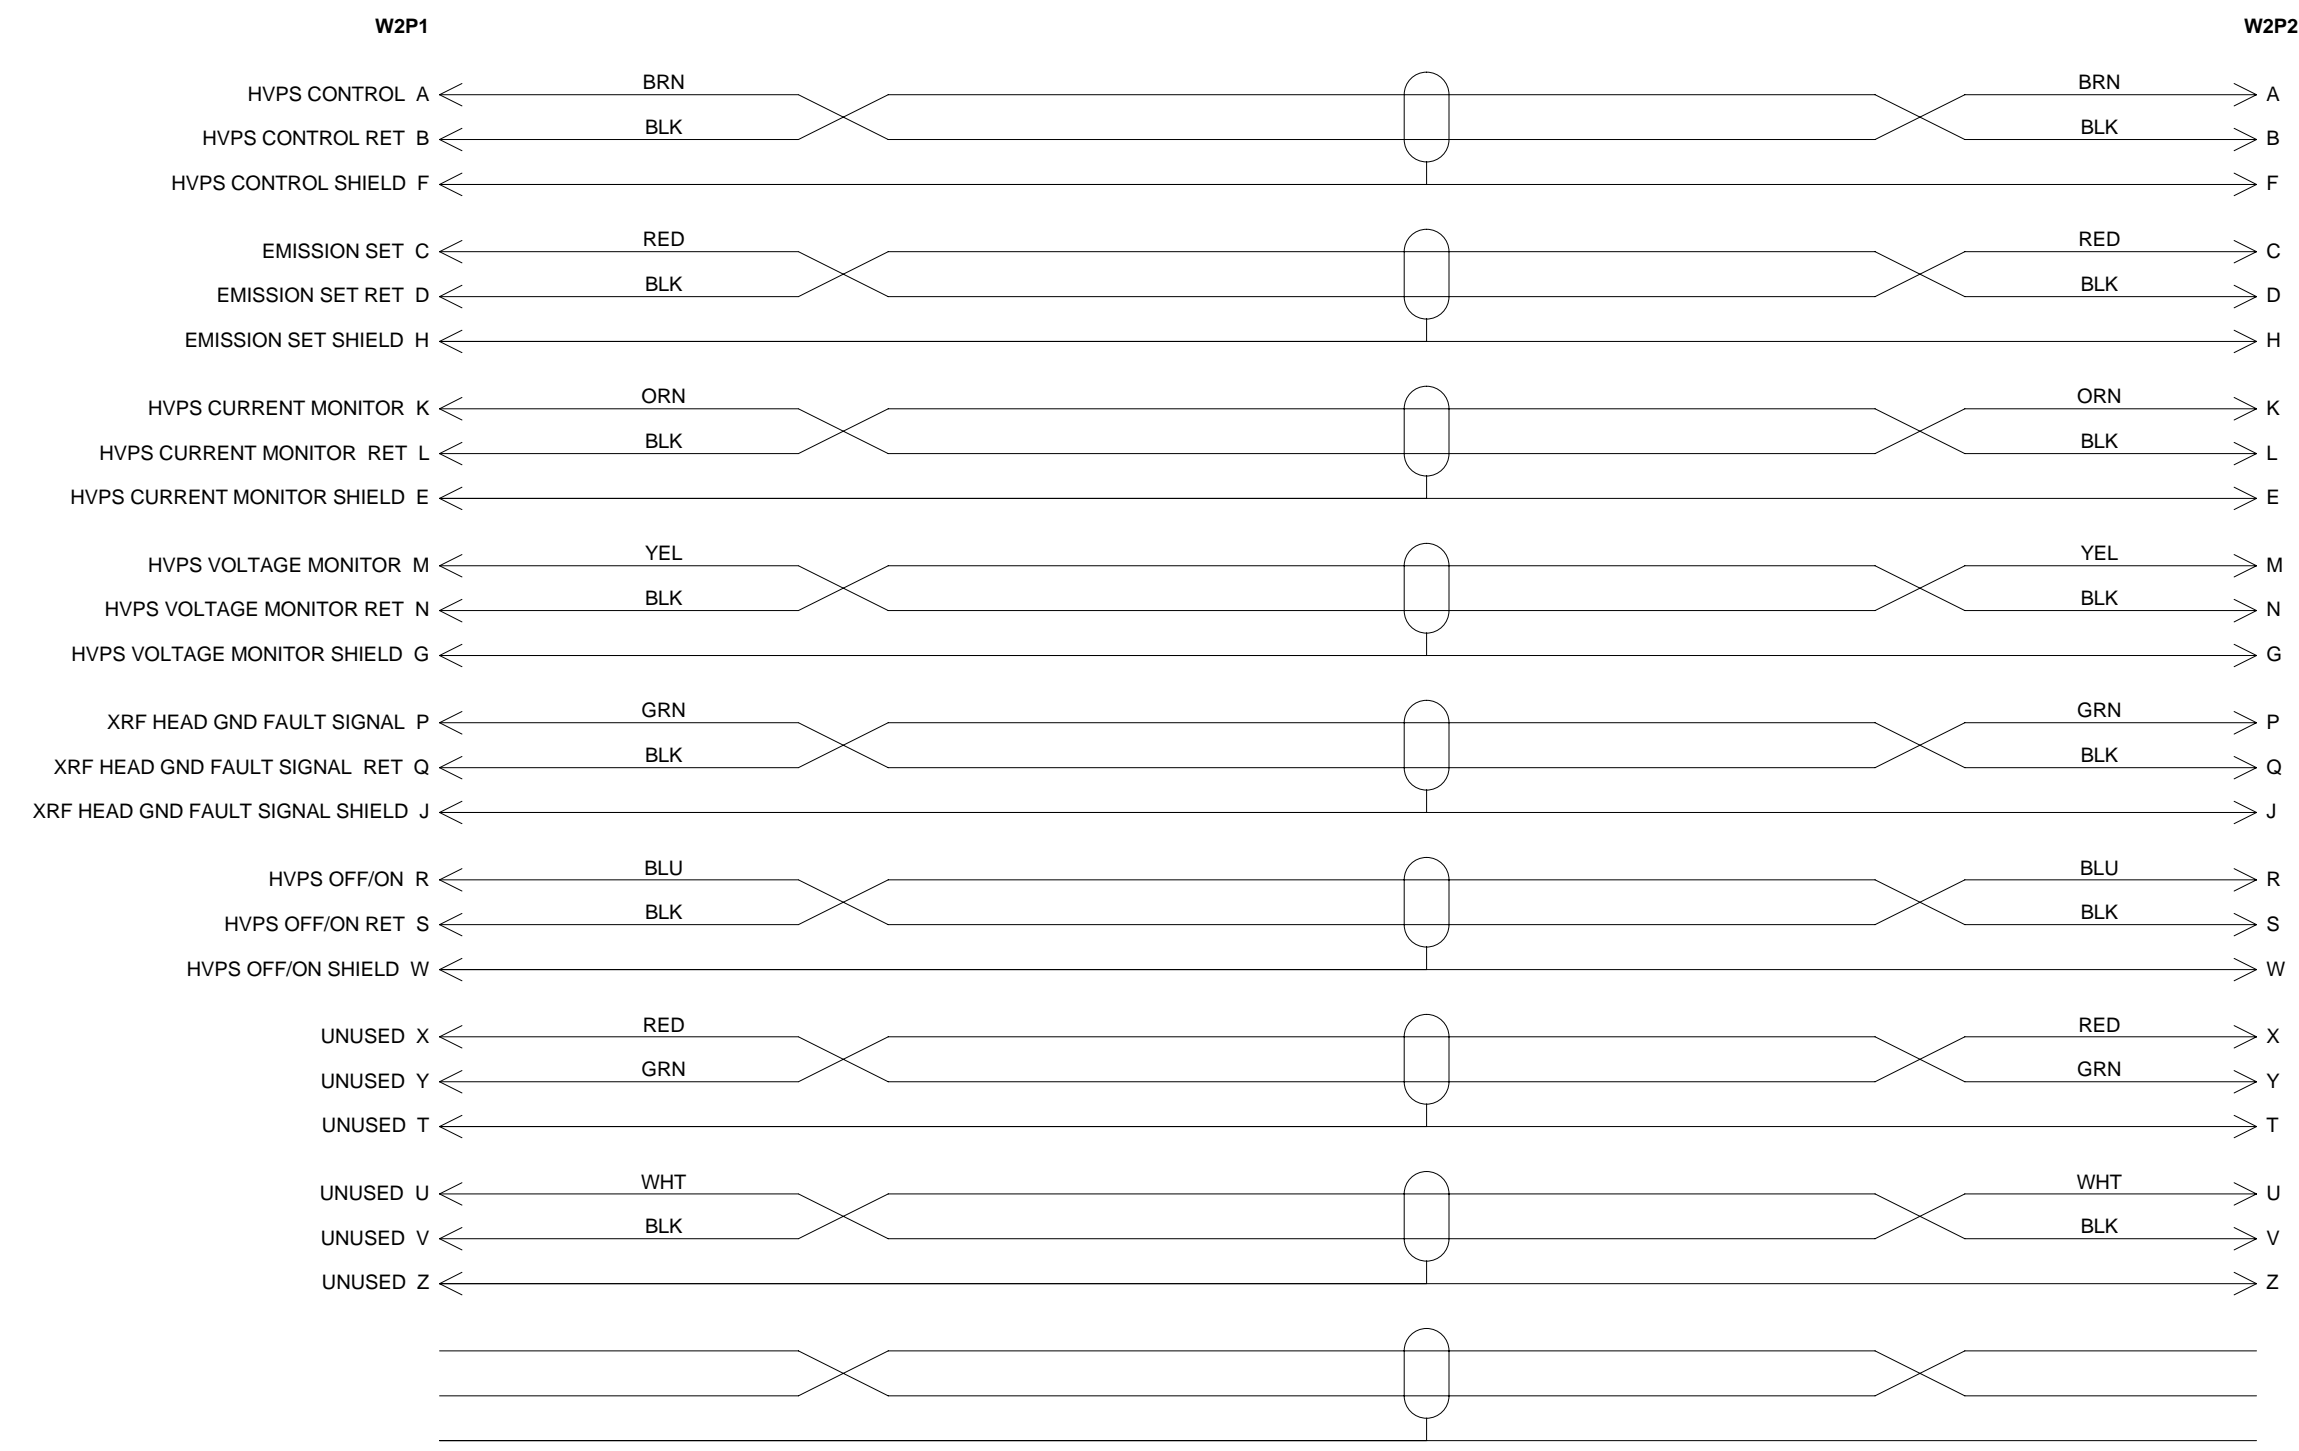 W2P1 W2P2
BRN BRN
HVPS CONTROL A A
BLK BLK
HVPS CONTROL RET B B
HVPS CONTROL SHIELD F F
RED RED
EMISSION SET C C
BLK BLK
EMISSION SET RET D D
EMISSION SET SHIELD H H
ORN ORN
HVPS CURRENT MONITOR K K
BLK BLK
HVPS CURRENT MONITOR RET L L
HVPS CURRENT MONITOR SHIELD E E
YEL YEL
HVPS VOLTAGE MONITOR M M
BLK BLK
HVPS VOLTAGE MONITOR RET N N
HVPS VOLTAGE MONITOR SHIELD G G
GRN GRN
XRF HEAD GND FAULT SIGNAL P P
BLK BLK
XRF HEAD GND FAULT SIGNAL RET Q Q
XRF HEAD GND FAULT SIGNAL SHIELD J J
BLU BLU
HVPS OFF/ON R R
BLK BLK
HVPS OFF/ON RET S S
HVPS OFF/ON SHIELD W W
RED RED
UNUSED X X
GRN GRN
UNUSED Y Y
UNUSED T T
WHT WHT
UNUSED U U
BLK BLK
UNUSED V V
UNUSED Z Z